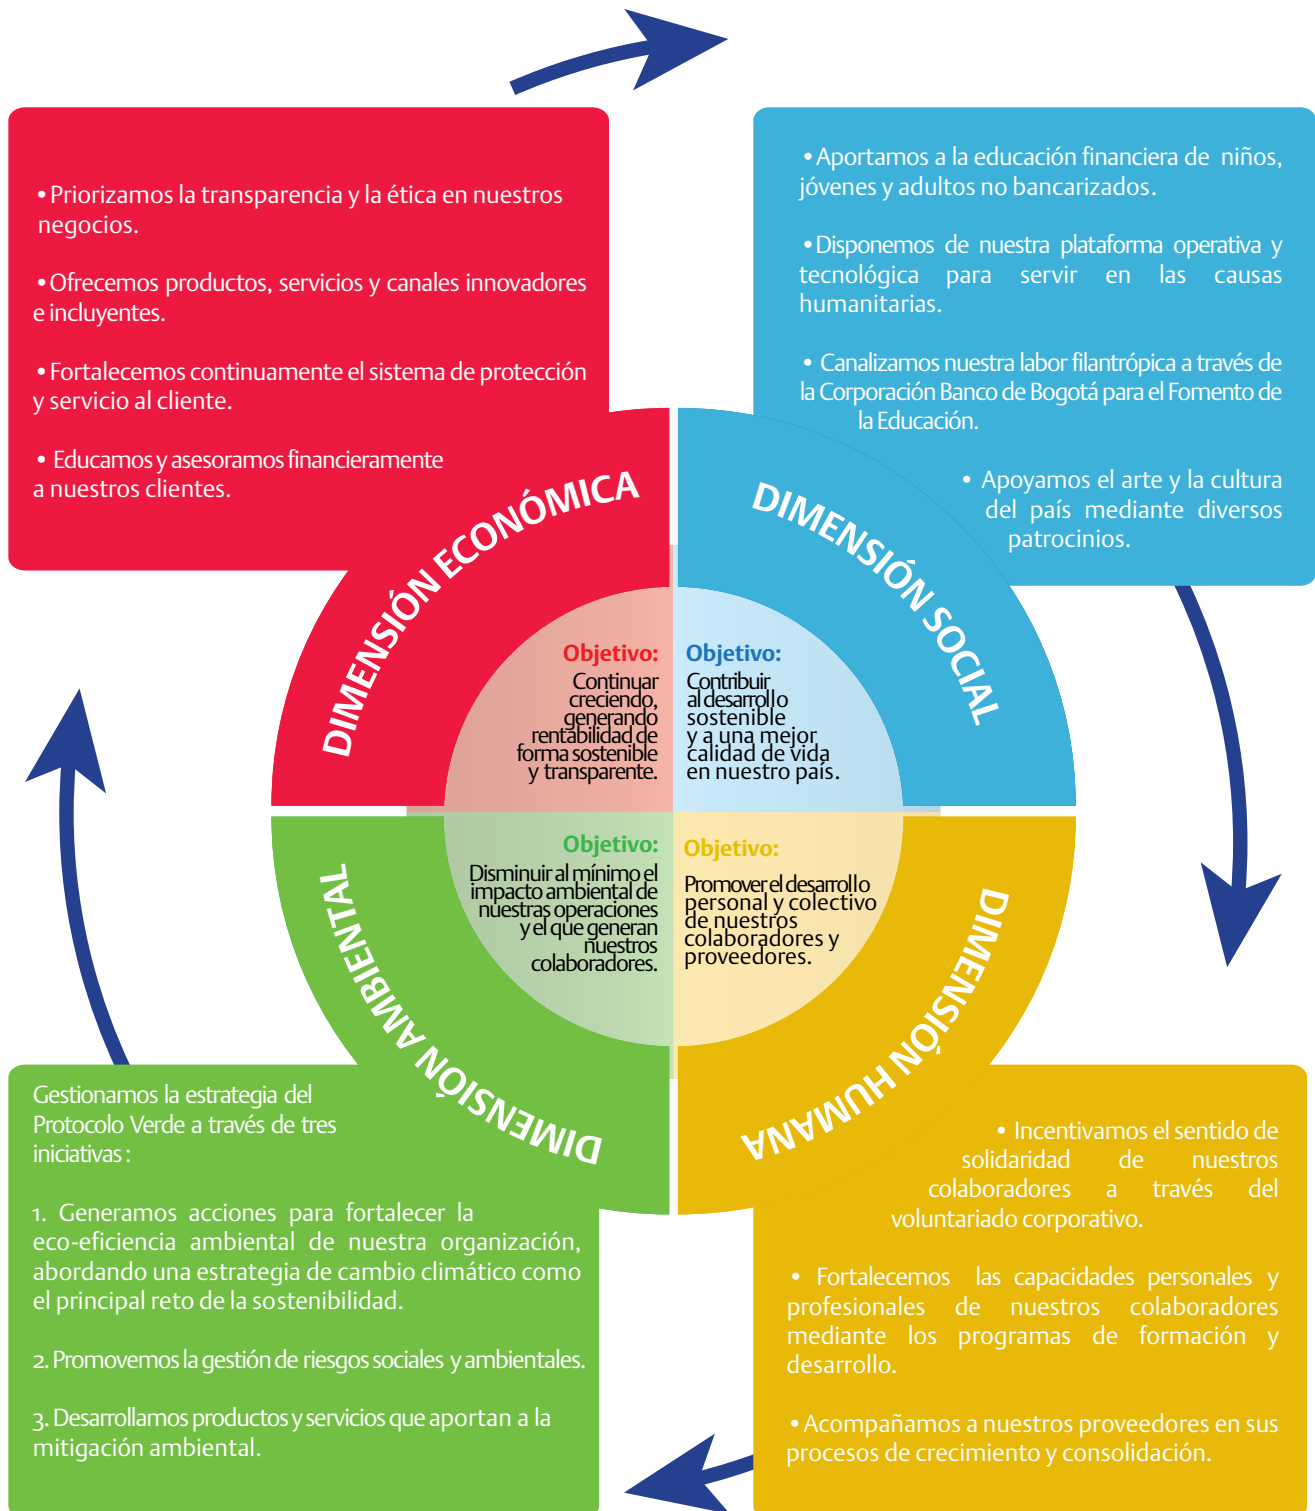 • Priorizamos la transparencia y la ética en nuestros
negocios.
• Ofrecemos productos, servicios y canales innovadores
e incluyentes.
• Fortalecemos continuamente el sistema de protección
y servicio al cliente.
• Educamos y asesoramos financieramente
a nuestros clientes.
DIMENSIÓN ECONÓMICA
Objetivo:
Continuar
creciendo,
generando
rentabilidad de
forma sostenible
y transparente.
• Aportamos a la educación financiera de niños,
jóvenes y adultos no bancarizados.
• Disponemos de nuestra plataforma operativa y
tecnológica para servir en las causas
humanitarias.
• Canalizamos nuestra labor filantrópica a través de
la Corporación Banco de Bogotá para el Fomento de
la Educación.
• Apoyamos el arte y la cultura
del país mediante diversos
patrocinios.
DIMENSIÓN SOCIAL
Objetivo:
Contribuir
al desarrollo
sostenible
y a una mejor
calidad de vida
en nuestro país.
Objetivo:
Disminuir al mínimo el
impacto ambiental de
nuestras operaciones
y el que generan
nuestros
colaboradores.
DIMENSIÓN AMBIENTAL
Gestionamos la estrategia del
Protocolo Verde a través de tres
iniciativas :
1. Generamos acciones para fortalecer la
eco-eficiencia ambiental de nuestra organización,
abordando una estrategia de cambio climático como
el principal reto de la sostenibilidad.
2. Promovemos la gestión de riesgos sociales y ambientales.
3. Desarrollamos productos y servicios que aportan a la
mitigación ambiental.
Objetivo:
Promover el desarrollo
personal y colectivo
de nuestros
colaboradores y
proveedores.
DIMENSIÓN HUMANA
• Incentivamos el sentido de
solidaridad de nuestros
colaboradores a través del
voluntariado corporativo.
• Fortalecemos las capacidades personales y
profesionales de nuestros colaboradores
mediante los programas de formación y
desarrollo.
• Acompañamos a nuestros proveedores en sus
procesos de crecimiento y consolidación.